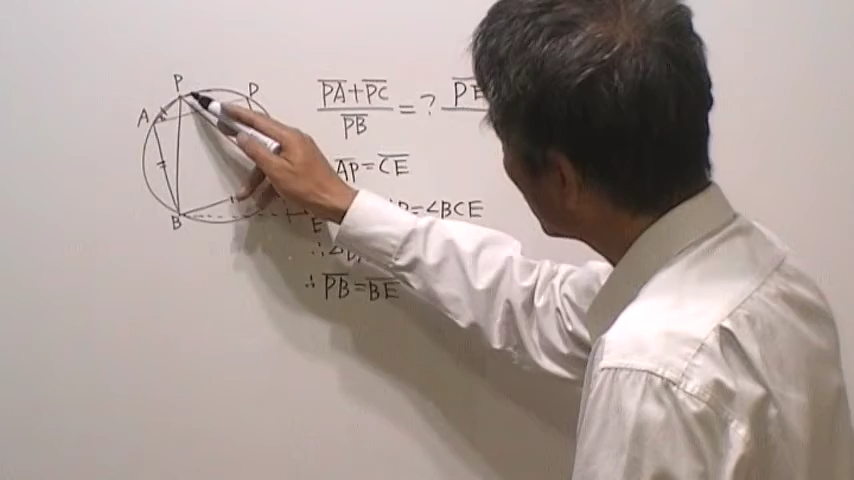 P
D
A
B
E
PA+PC
PB
= ? PE
AP=CE
P=∠BCE
∴△
∴ PB=BE